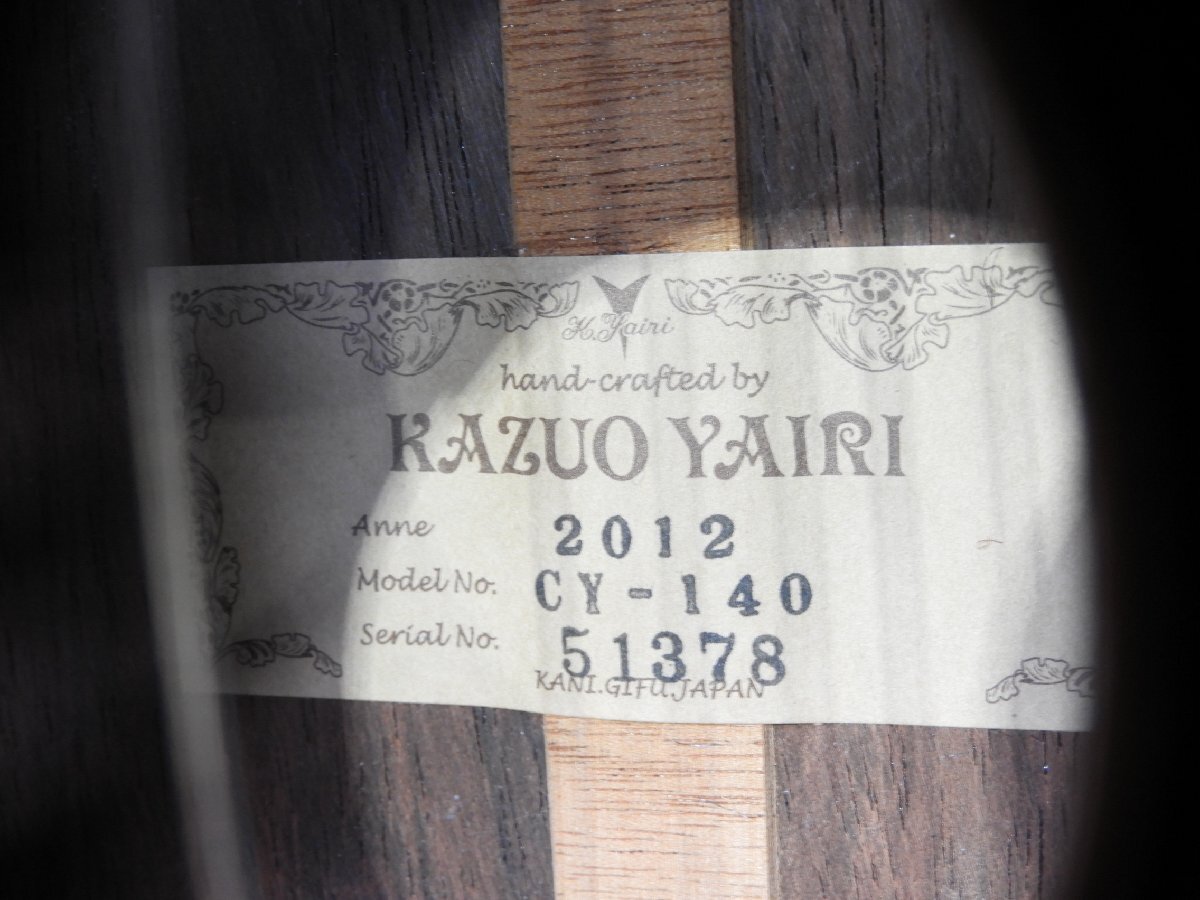 K.Yairi
hand-crafted by
KAZUO YAIRI
Anne 2012
Model No. CY-140
Serial No. 51378
KANI.GIFU.JAPAN